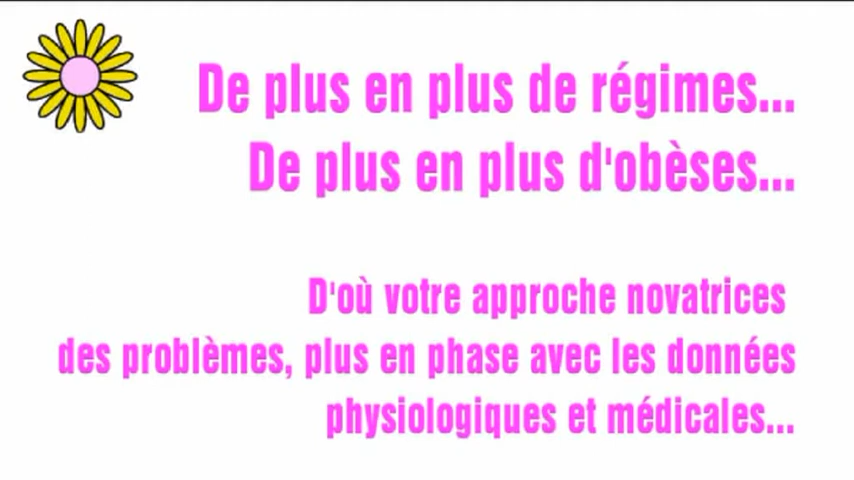 De plus en plus de régimes...
De plus en plus d'obèses...
D'où votre approche novatrices
des problèmes, plus en phase avec les données
physiologiques et médicales...